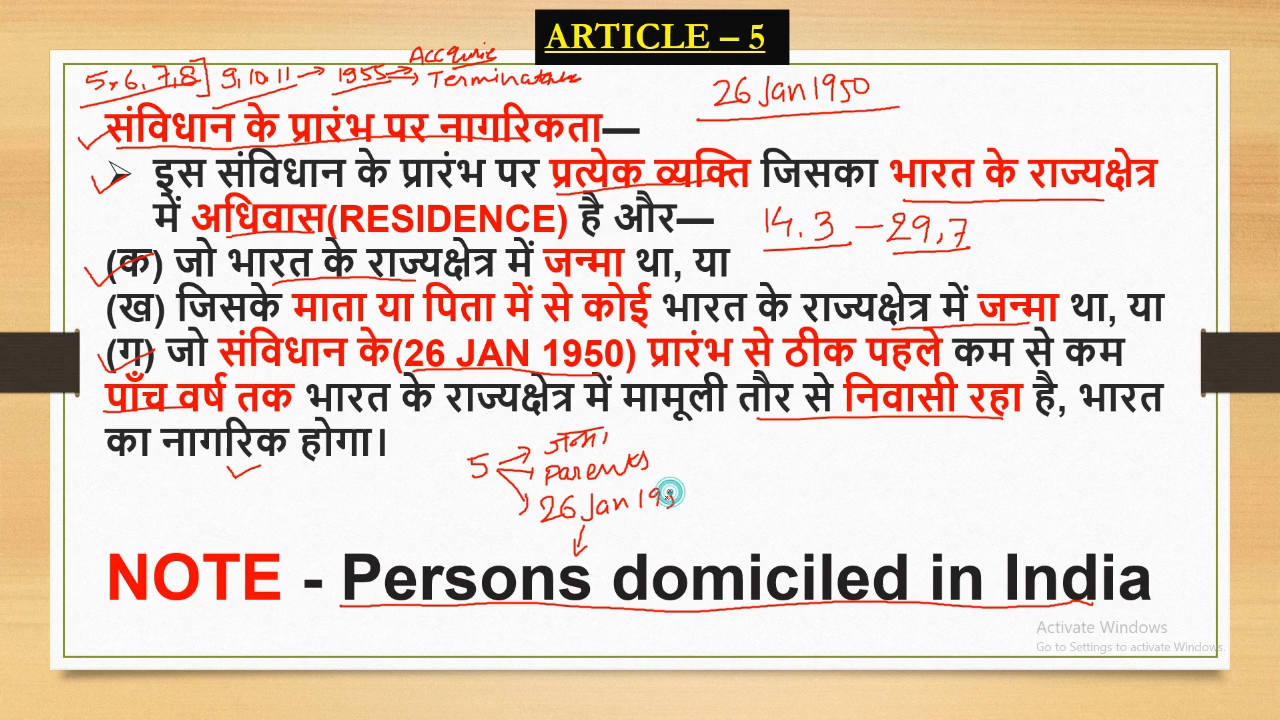 ARTICLE – 5
5, 6, 7, 8] 9, 10 11 → 1955 → Acquire
→ Termination
26 Jan 1950
संविधान के प्रारंभ पर नागरिकता—
➢ इस संविधान के प्रारंभ पर प्रत्येक व्यक्ति जिसका भारत के राज्यक्षेत्र
में अधिवास(RESIDENCE) है और—
14.3 – 29,7
(क) जो भारत के राज्यक्षेत्र में जन्मा था, या
(ख) जिसके माता या पिता में से कोई भारत के राज्यक्षेत्र में जन्मा था, या
(ग) जो संविधान के(26 JAN 1950) प्रारंभ से ठीक पहले कम से कम
पाँच वर्ष तक भारत के राज्यक्षेत्र में मामूली तौर से निवासी रहा है, भारत
का नागरिक होगा।
5 → जन्म
Parents
26 Jan
NOTE - Persons domiciled in India
Activate Windows
Go to Settings to activate Windows.